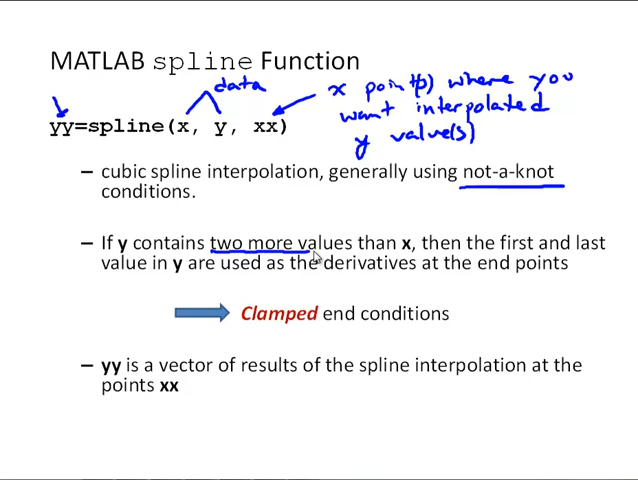 MATLAB spline Function
data
x point(s) where you
want interpolated
y value(s)
yy=spline(x, y, xx)
– cubic spline interpolation, generally using not-a-knot
conditions.
– If y contains two more values than x, then the first and last
value in y are used as the derivatives at the end points
Clamped end conditions
– yy is a vector of results of the spline interpolation at the
points xx